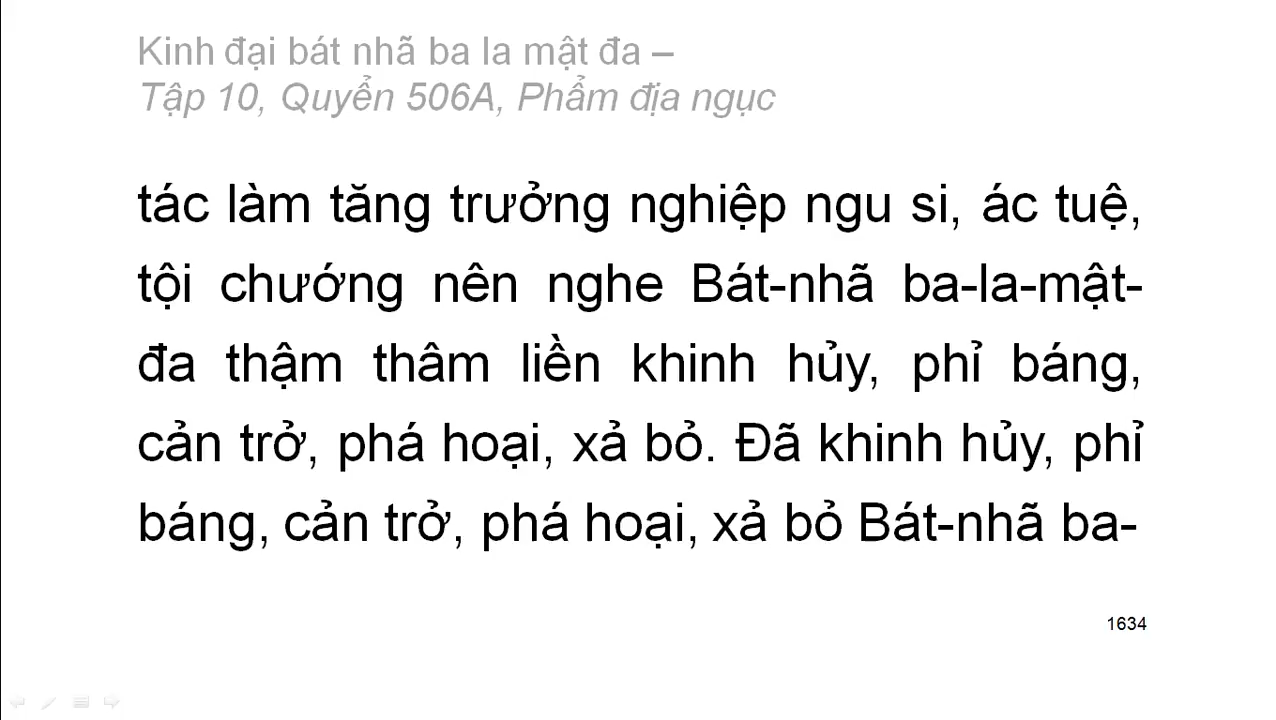 Kinh đại bát nhã ba la mật đa –
Tập 10, Quyển 506A, Phẩm địa ngục
tác làm tăng trưởng nghiệp ngu si, ác tuệ,
tội chướng nên nghe Bát-nhã ba-la-mật-
đa thậm thâm liền khinh hủy, phỉ báng,
cản trở, phá hoại, xả bỏ. Đã khinh hủy, phỉ
báng, cản trở, phá hoại, xả bỏ Bát-nhã ba-
1634